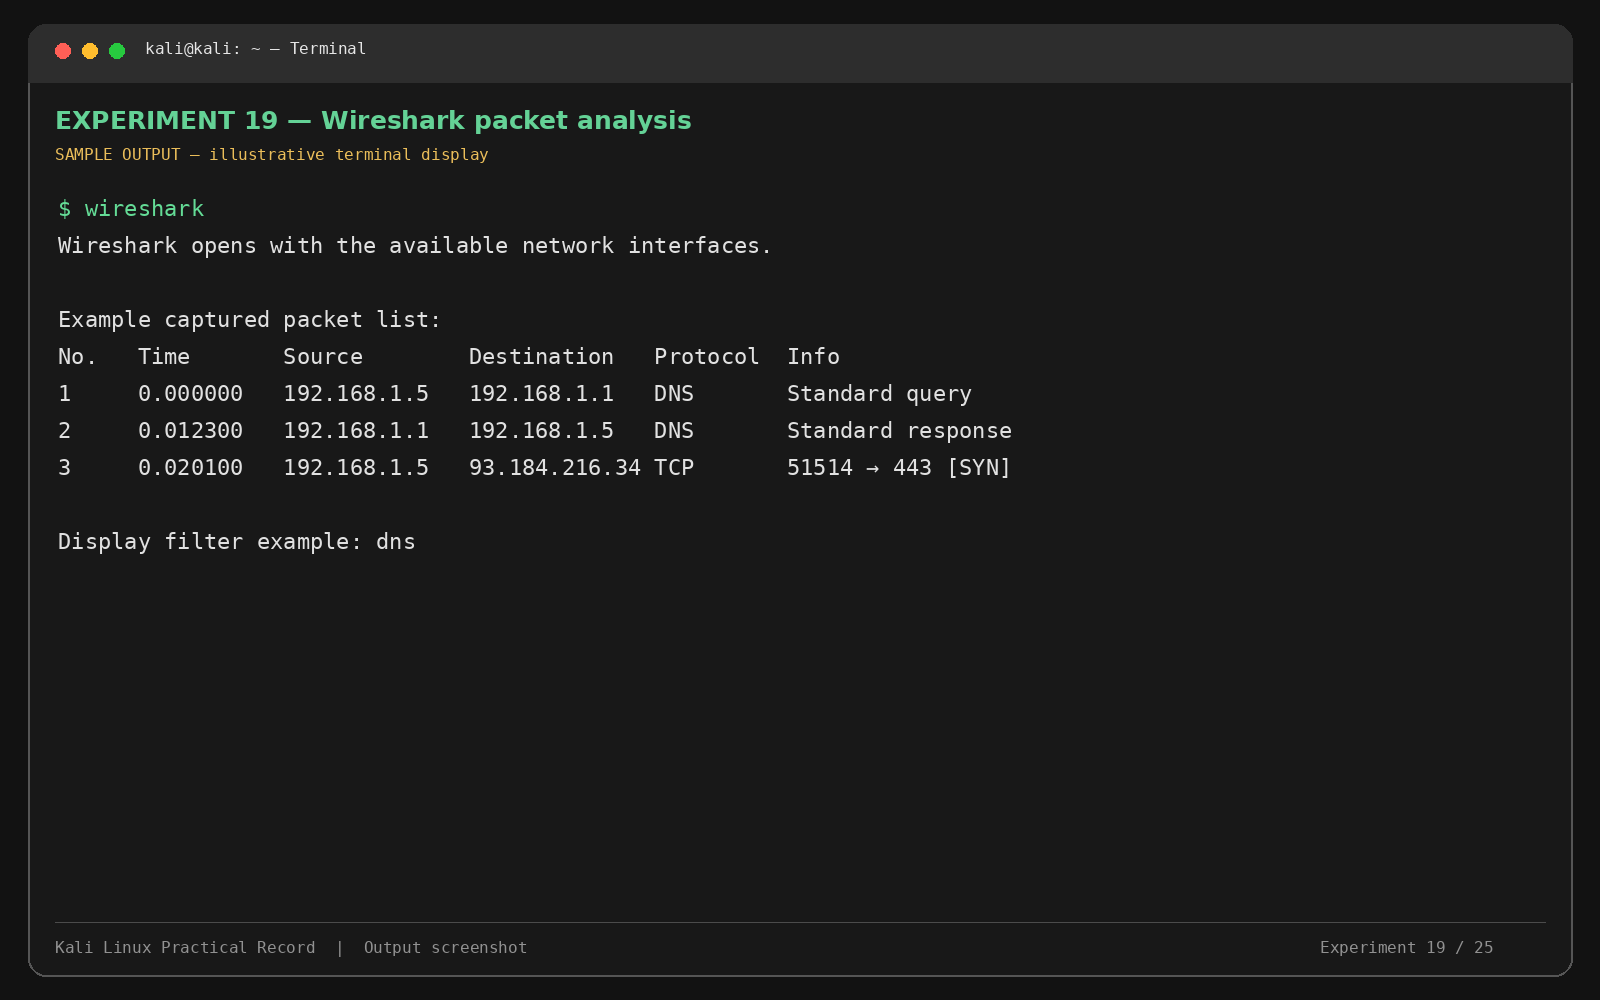 kali@kali: ~ — Terminal
EXPERIMENT 19 — Wireshark packet analysis
SAMPLE OUTPUT — illustrative terminal display
$ wireshark
Wireshark opens with the available network interfaces.
Example captured packet list:
No.   Time       Source        Destination   Protocol  Info
1     0.000000   192.168.1.5   192.168.1.1   DNS       Standard query
2     0.012300   192.168.1.1   192.168.1.5   DNS       Standard response
3     0.020100   192.168.1.5   93.184.216.34 TCP       51514 → 443 [SYN]
Display filter example: dns
Kali Linux Practical Record  |  Output screenshot
Experiment 19 / 25